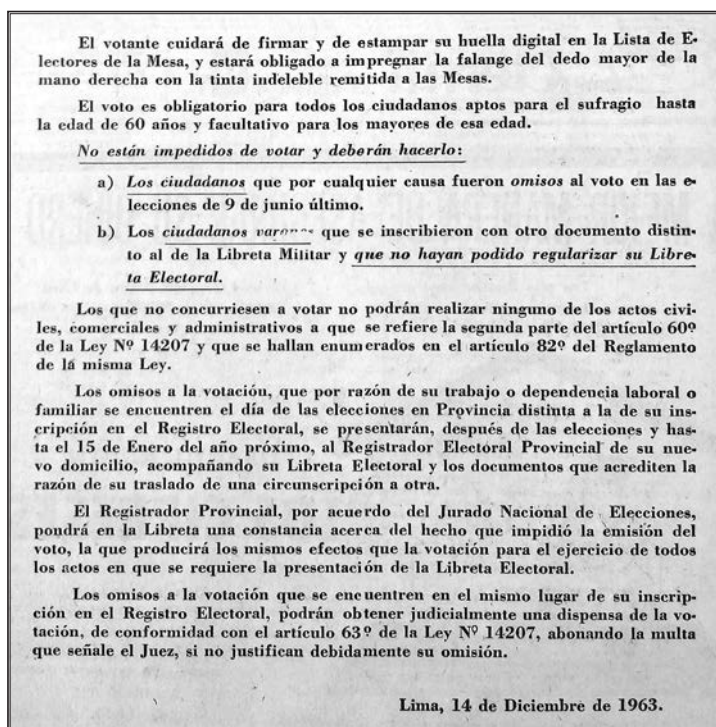 El votante cuidará de firmar y de estampar su huella digital en la Lista de E-
lectores de la Mesa, y estará obligado a impregnar la falange del dedo mayor de la
mano derecha con la tinta indeleble remitida a las Mesas.
El voto es obligatorio para todos los ciudadanos aptos para el sufragio hasta
la edad de 60 años y facultativo para los mayores de esa edad.
No están impedidos de votar y deberán hacerlo:
a) Los ciudadanos que por cualquier causa fueron omisos al voto en las e-
lecciones de 9 de junio último.
b) Los ciudadanos que se inscribieron con otro documento distin-
to al de la Libreta Militar y que no hayan podido regularizar su Libre-
ta Electoral.
Los que no concurriesen a votar no podrán realizar ninguno de los actos civi-
les, comerciales y administrativos a que se refiere la segunda parte del artículo 60º
de la Ley Nº 14207 y que se hallan enumerados en el artículo 82º del Reglamento
de la misma Ley.
Los omisos a la votación, que por razón de su trabajo o dependencia laboral o
familiar se encuentren el día de las elecciones en Provincia distinta a la de su ins-
cripción en el Registro Electoral, se presentarán, después de las elecciones y has-
ta el 15 de Enero del año próximo, al Registrador Electoral Provincial de su nue-
vo domicilio, acompañando su Libreta Electoral y los documentos que acrediten la
razón de su traslado de una circunscripción a otra.
El Registrador Provincial, por acuerdo del Jurado Nacional de Elecciones,
pondrá en la Libreta una constancia acerca del hecho que impidió la emisión del
voto, la que producirá los mismos efectos que la votación para el ejercicio de todos
los actos en que se requiere la presentación de la Libreta Electoral.
Los omisos a la votación que se encuentren en el mismo lugar de su inscrip-
ción en el Registro Electoral, podrán obtener judicialmente una dispensa de la vo-
tación, de conformidad con el artículo 63º de la Ley Nº 14207, abonando la multa
que señale el Juez, si no justifican debidamente su omisión.
Lima, 14 de Diciembre de 1963.